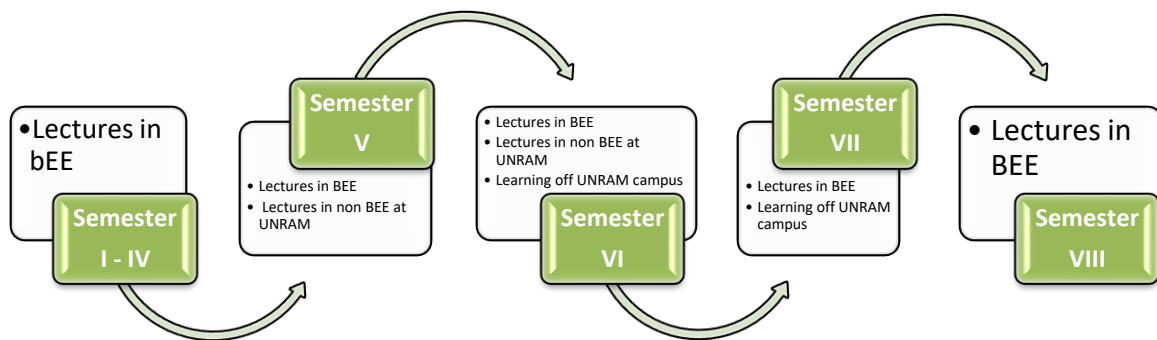 •Lectures in
bEE
Semester
I - IV
Semester
V
• Lectures in BEE
• Lectures in non BEE at
UNRAM
• Lectures in BEE
• Lectures in non BEE at
UNRAM
• Learning off UNRAM campus
Semester
VI
Semester
VII
• Lectures in BEE
• Learning off UNRAM
campus
• Lectures in
BEE
Semester
VIII